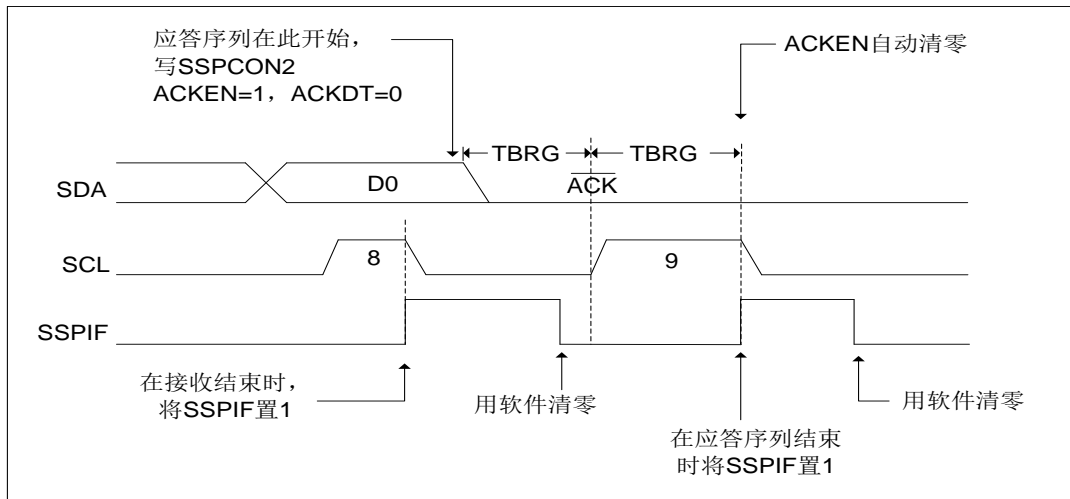 应答序列在此开始，
写SSPCON2
ACKEN=1，ACKDT=0
ACKEN自动清零
TBRG
TBRG
SDA
D0
ACK
SCL
8
9
SSPIF
在接收结束时，
将SSPIF置1
用软件清零
在应答序列结束
时将SSPIF置1
用软件清零